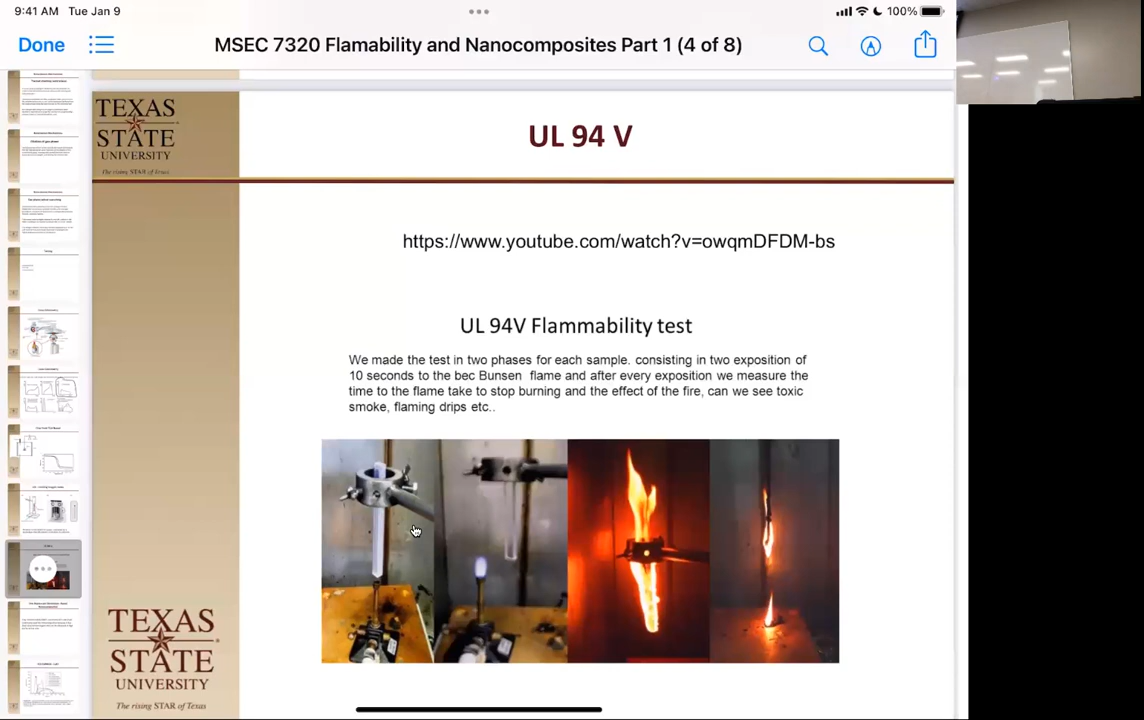 9:41 AM Tue Jan 9
100%
Done
MSEC 7320 Flamability and Nanocomposites Part 1 (4 of 8)
TEXAS
STATE
UNIVERSITY
The rising STAR of Texas
UL 94 V
https://www.youtube.com/watch?v=owqmDFDM-bs
UL 94V Flammability test
We made the test in two phases for each sample. consisting in two exposition of
10 seconds to the bec Bunsen flame and after every exposition we measure the
time to the flame take to stop burning and the effect of the fire, can we see toxic
smoke, flaming drips etc..
TEXAS
STATE
UNIVERSITY
The rising STAR of Texas